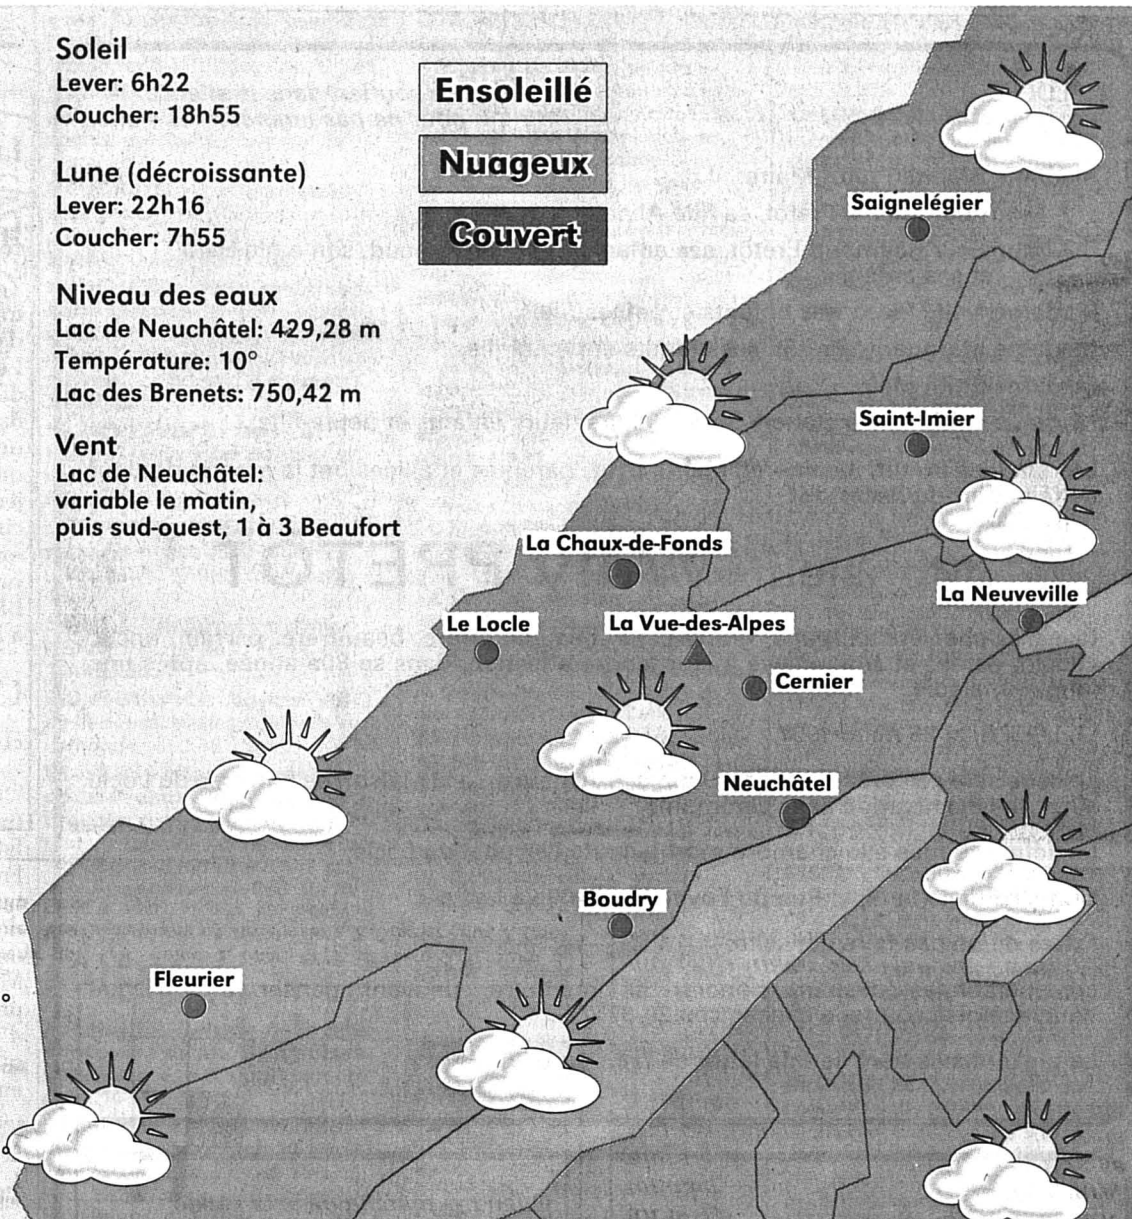 Soleil
Lever: 6h22
Coucher: 18h55
Lune (décroissante)
Lever: 22h16
Coucher: 7h55
Niveau des eaux
Lac de Neuchâtel: 429,28 m
Température: 10°
Lac des Brenets: 750,42 m
Vent
Lac de Neuchâtel:
variable le matin,
puis sud-ouest, 1 à 3 Beaufort
Ensoleillé
Nuageux
Couvert
Saignelégier
Saint-Imier
La Chaux-de-Fonds
La Neuveville
Le Locle
La Vue-des-Alpes
Cernier
Neuchâtel
Boudry
Fleurier